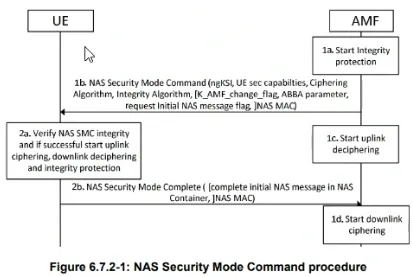 UE
AMF
1a. Start Integrity
protection
1b. NAS Security Mode Command (ngKSI, UE sec capabilties, Ciphering
Algorithm, Integrity Algorithm, [K_AMF_change_flag, ABBA parameter,
request Initial NAS message flag, ]NAS MAC)
2a. Verify NAS SMC integrity
and if successful start uplink
ciphering, downlink deciphering
and integrity protection
1c. Start uplink
deciphering
2b. NAS Security Mode Complete ( [complete initial NAS message in NAS
Container, ]NAS MAC)
1d. Start downlink
ciphering
Figure 6.7.2-1: NAS Security Mode Command procedure